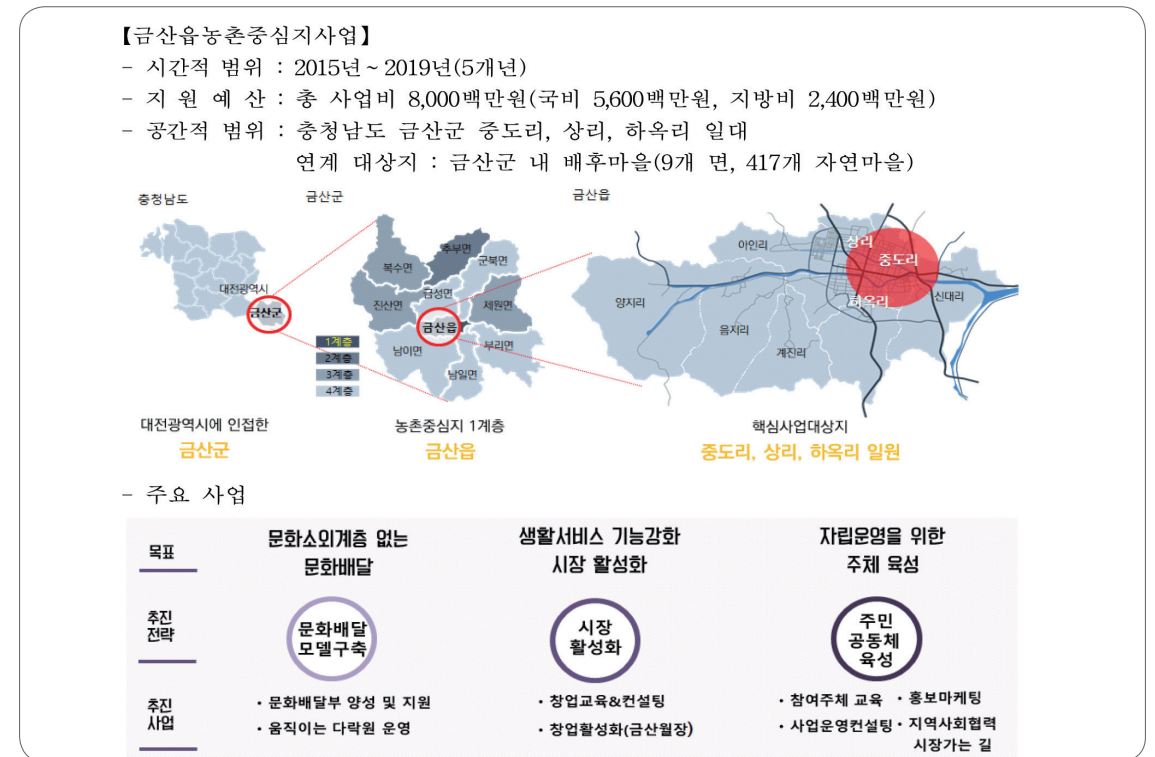 【금산읍농촌중심지사업】
- 시간적 범위 : 2015년~2019년(5개년)
- 지 원 예 산 : 총 사업비 8,000백만원(국비 5,600백만원, 지방비 2,400백만원)
- 공간적 범위 : 충청남도 금산군 중도리, 상리, 하옥리 일대
연계 대상지 : 금산군 내 배후마을(9개 면, 417개 자연마을)
충청남도
대전광역시
금산군
금산군
추부면
복수면
군북면
금성면
진산면
제원면
금산읍
남이면
부리면
남일면
1계층
2계층
3계층
4계층
금산읍
아인리
상리
중도리
양지리
하옥리
신대리
음지리
계진리
대전광역시에 인접한
금산군
농촌중심지 1계층
금산읍
핵심사업대상지
중도리, 상리, 하옥리 일원
- 주요 사업
목표
문화소외계층 없는
문화배달
생활서비스 기능강화
시장 활성화
자립운영을 위한
주체 육성
추진
전략
문화배달
모델구축
시장
활성화
주민
공동체
육성
추진
사업
· 문화배달부 양성 및 지원
· 움직이는 다락원 운영
· 창업교육&컨설팅
· 창업활성화(금산월장)
· 참여주체 교육 · 홍보마케팅
· 사업운영컨설팅 · 지역사회협력
시장가는 길